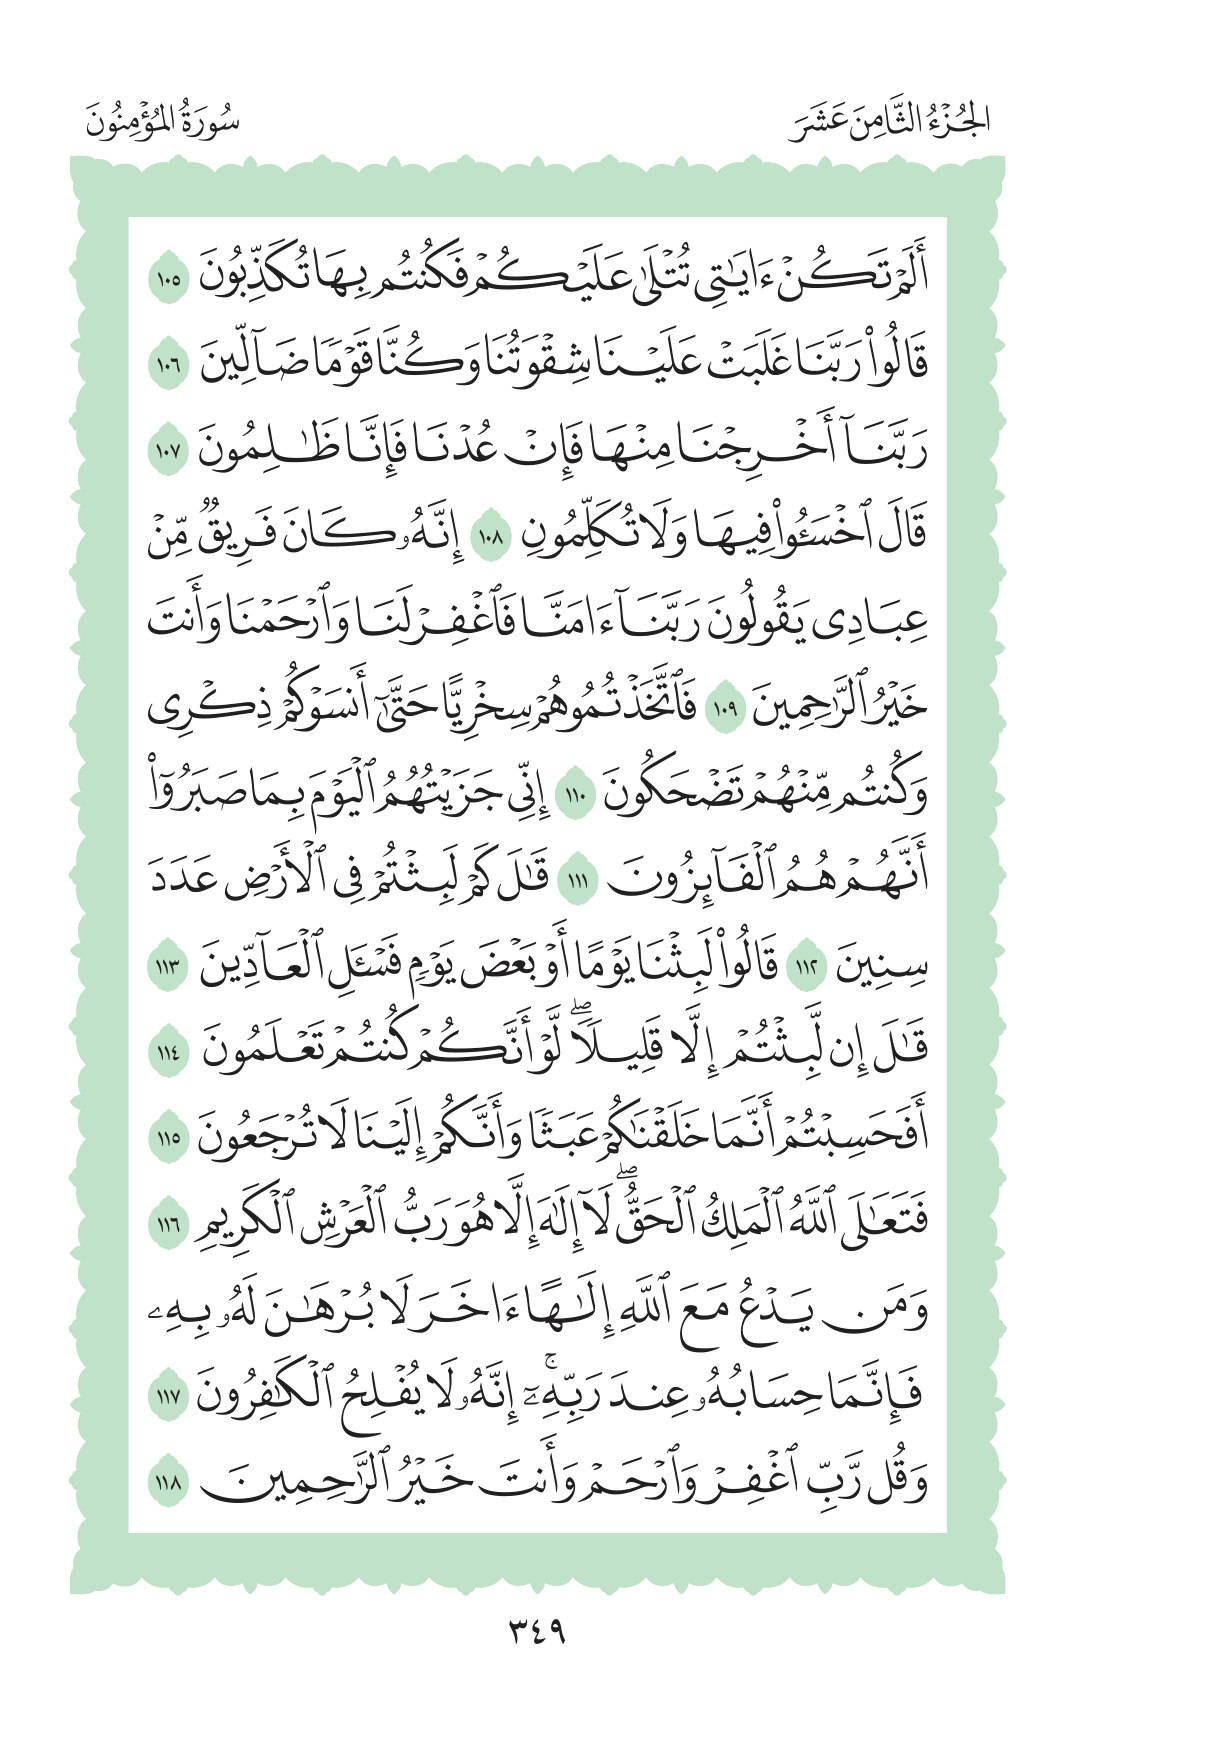 الجُزْءُ الثَّامِنَ عَشَرَ
سُورَةُ المُؤْمِنُونَ
أَلَمْ تَكُنْ ءَايَٰتِى تُتْلَىٰ عَلَيْكُمْ فَكُنتُم بِهَا تُكَذِّبُونَ ١٠٥
قَالُوا۟ رَبَّنَا غَلَبَتْ عَلَيْنَا شِقْوَتُنَا وَكُنَّا قَوْمًا ضَآلِّينَ ١٠٦
رَبَّنَآ أَخْرِجْنَا مِنْهَا فَإِنْ عُدْنَا فَإِنَّا ظَٰلِمُونَ ١٠٧
قَالَ ٱخْسَـُٔوا۟ فِيهَا وَلَا تُكَلِّمُونِ ١٠٨ إِنَّهُۥ كَانَ فَرِيقٌ مِّنْ
عِبَادِى يَقُولُونَ رَبَّنَآ ءَامَنَّا فَٱغْفِرْ لَنَا وَٱرْحَمْنَا وَأَنتَ
خَيْرُ ٱلرَّٰحِمِينَ ١٠٩ فَٱتَّخَذْتُمُوهُمْ سِخْرِيًّا حَتَّىٰٓ أَنسَوْكُمْ ذِكْرِى
وَكُنتُم مِّنْهُمْ تَضْحَكُونَ ١١٠ إِنِّى جَزَيْتُهُمُ ٱلْيَوْمَ بِمَا صَبَرُوٓا۟
أَنَّهُمْ هُمُ ٱلْفَآئِزُونَ ١١١ قَٰلَ كَمْ لَبِثْتُمْ فِى ٱلْأَرْضِ عَدَدَ
سِنِينَ ١١٢ قَالُوا۟ لَبِثْنَا يَوْمًا أَوْ بَعْضَ يَوْمٍ فَسْـَٔلِ ٱلْعَآدِّينَ ١١٣
قَٰلَ إِن لَّبِثْتُمْ إِلَّا قَلِيلًا ۖ لَّوْ أَنَّكُمْ كُنتُمْ تَعْلَمُونَ ١١٤
أَفَحَسِبْتُمْ أَنَّمَا خَلَقْنَٰكُمْ عَبَثًا وَأَنَّكُمْ إِلَيْنَا لَا تُرْجَعُونَ ١١٥
فَتَعَٰلَى ٱللَّهُ ٱلْمَلِكُ ٱلْحَقُّ ۖ لَآ إِلَٰهَ إِلَّا هُوَ رَبُّ ٱلْعَرْشِ ٱلْكَرِيمِ ١١٦
وَمَن يَدْعُ مَعَ ٱللَّهِ إِلَٰهًا ءَاخَرَ لَا بُرْهَٰنَ لَهُۥ بِهِۦ
فَإِنَّمَا حِسَابُهُۥ عِندَ رَبِّهِۦٓ ۚ إِنَّهُۥ لَا يُفْلِحُ ٱلْكَٰفِرُونَ ١١٧
وَقُل رَّبِّ ٱغْفِرْ وَٱرْحَمْ وَأَنتَ خَيْرُ ٱلرَّٰحِمِينَ ١١٨
٣٤٩